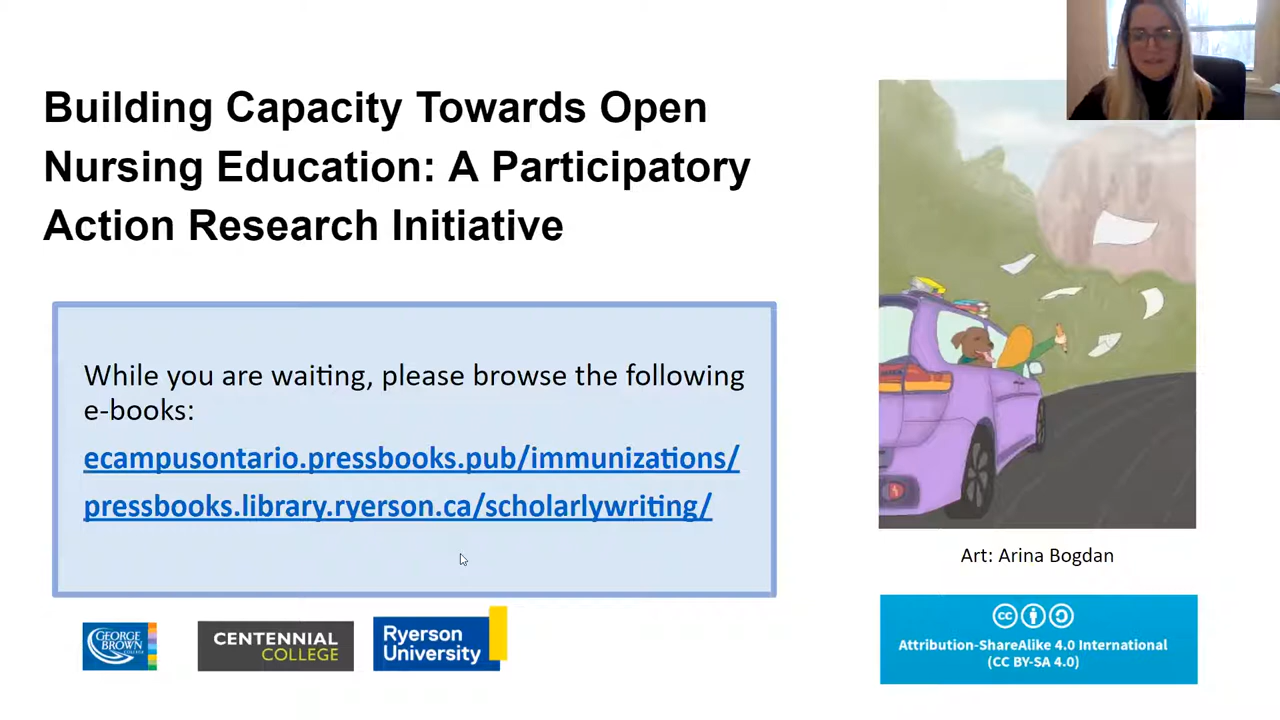 Building Capacity Towards Open
Nursing Education: A Participatory
Action Research Initiative
While you are waiting, please browse the following
e-books:
ecampusontario.pressbooks.pub/immunizations/
pressbooks.library.ryerson.ca/scholarlywriting/
Art: Arina Bogdan
GEORGE
BROWN
COLLEGE
CENTENNIAL
COLLEGE
Ryerson
University
cc
Attribution-ShareAlike 4.0 International
(CC BY-SA 4.0)